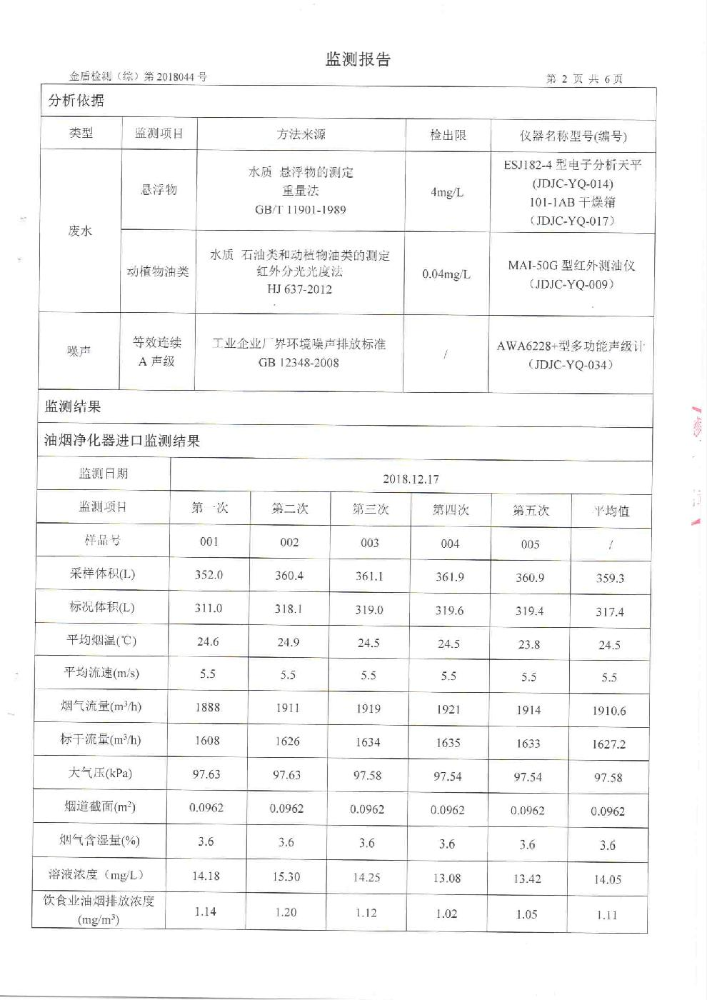 监测报告
金盾检测（综）第 2018044 号
第 2 页 共 6 页
分析依据
类型 监测项目 方法来源 检出限 仪器名称型号(编号)
废水
悬浮物
水质 悬浮物的测定
重量法
GB/T 11901-1989
4mg/L
ESJ182-4 型电子分析天平
(JDJC-YQ-014)
101-1AB 干燥箱
（JDJC-YQ-017）
动植物油类
水质 石油类和动植物油类的测定
红外分光光度法
HJ 637-2012
0.04mg/L
MAI-50G 型红外测油仪
（JDJC-YQ-009）
噪声
等效连续
A 声级
工业企业厂界环境噪声排放标准
GB 12348-2008
/
AWA6228+型多功能声级计
（JDJC-YQ-034）
监测结果
油烟净化器进口监测结果
监测日期 2018.12.17
监测项目 第一次 第二次 第三次 第四次 第五次 平均值
样品号 001 002 003 004 005 /
采样体积(L) 352.0 360.4 361.1 361.9 360.9 359.3
标况体积(L) 311.0 318.1 319.0 319.6 319.4 317.4
平均烟温(℃) 24.6 24.9 24.5 24.5 23.8 24.5
平均流速(m/s) 5.5 5.5 5.5 5.5 5.5 5.5
烟气流量(m³/h) 1888 1911 1919 1921 1914 1910.6
标干流量(m³/h) 1608 1626 1634 1635 1633 1627.2
大气压(kPa) 97.63 97.63 97.58 97.54 97.54 97.58
烟道截面(m²) 0.0962 0.0962 0.0962 0.0962 0.0962 0.0962
烟气含湿量(%) 3.6 3.6 3.6 3.6 3.6 3.6
溶液浓度（mg/L） 14.18 15.30 14.25 13.08 13.42 14.05
饮食业油烟排放浓度
(mg/m³) 1.14 1.20 1.12 1.02 1.05 1.11